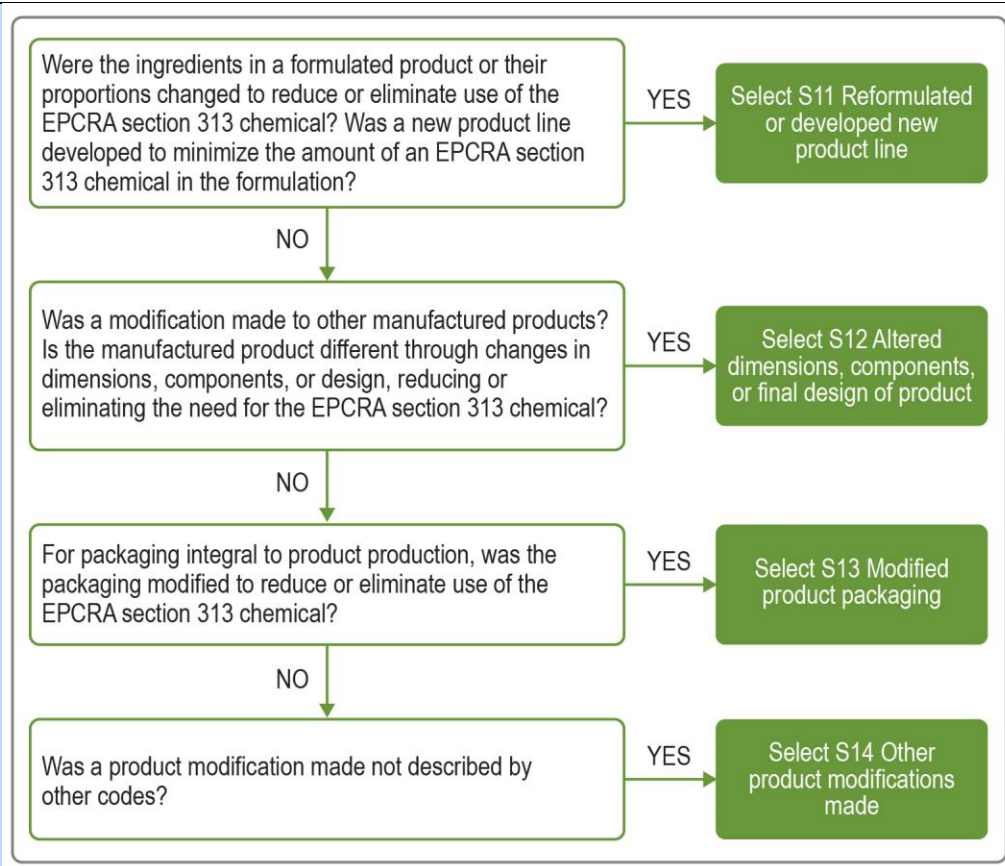 Were the ingredients in a formulated product or their
proportions changed to reduce or eliminate use of the
EPCRA section 313 chemical? Was a new product line
developed to minimize the amount of an EPCRA section
313 chemical in the formulation?
YES
Select S11 Reformulated
or developed new
product line
NO
Was a modification made to other manufactured products?
Is the manufactured product different through changes in
dimensions, components, or design, reducing or
eliminating the need for the EPCRA section 313 chemical?
YES
Select S12 Altered
dimensions, components,
or final design of product
NO
For packaging integral to product production, was the
packaging modified to reduce or eliminate use of the
EPCRA section 313 chemical?
YES
Select S13 Modified
product packaging
NO
Was a product modification made not described by
other codes?
YES
Select S14 Other
product modifications
made